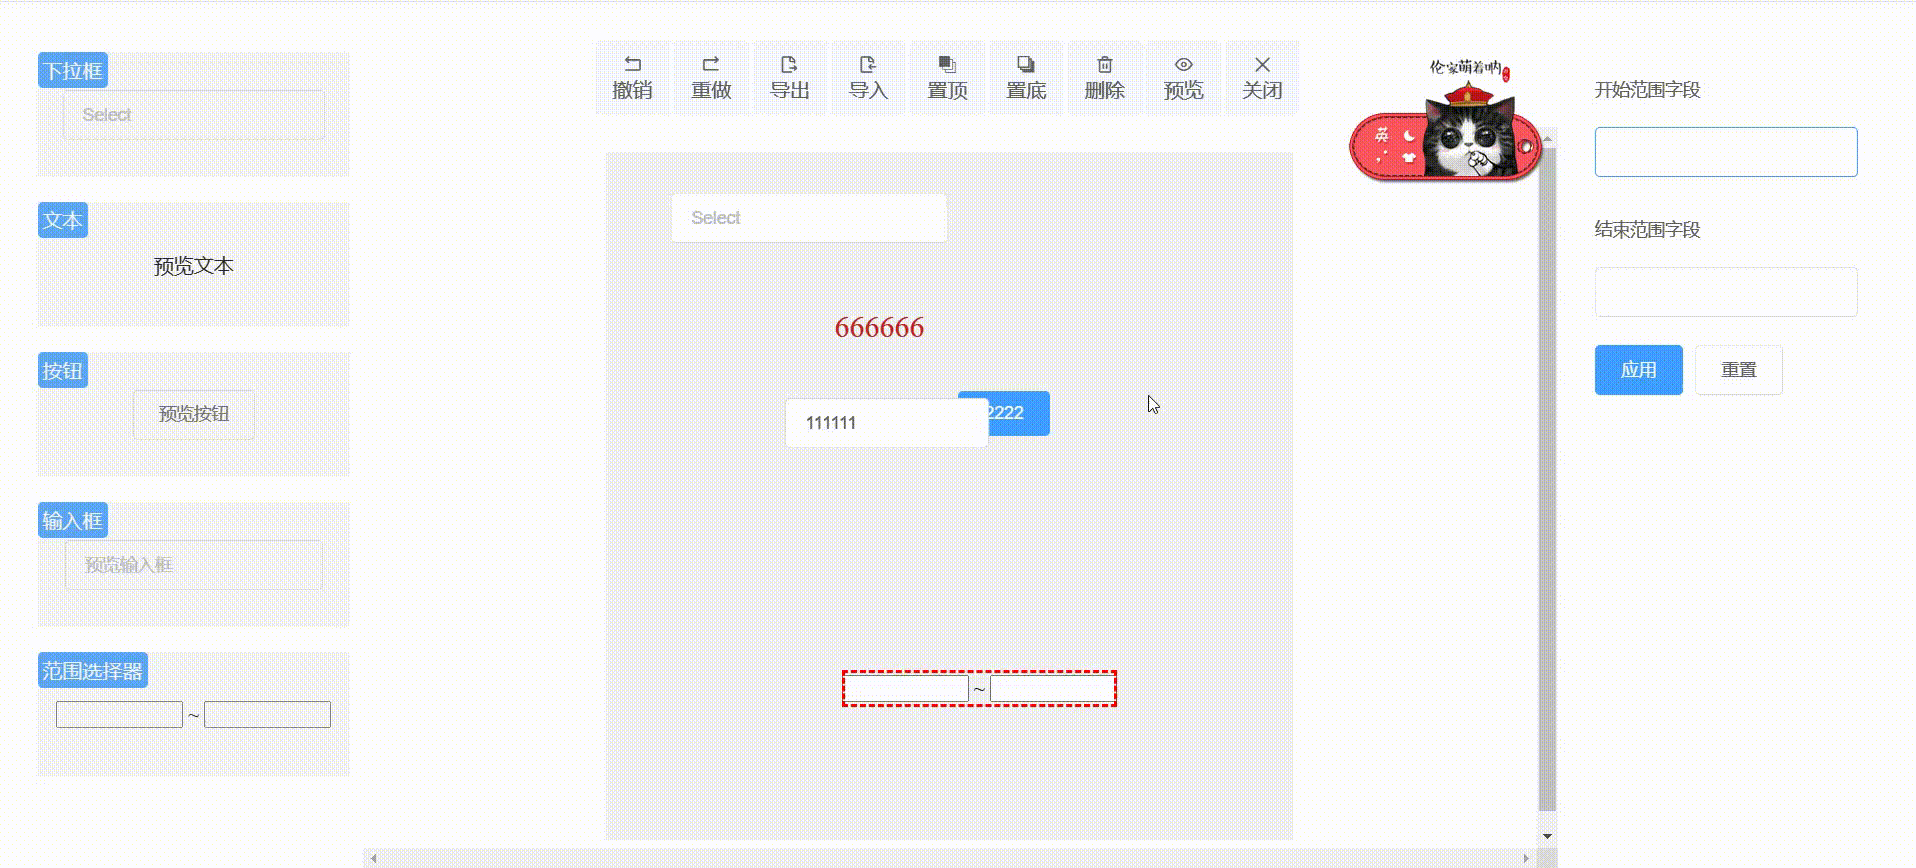 下拉框
Select
文本
预览文本
按钮
预览按钮
输入框
预览输入框
范围选择器
~
撤销 重做 导出 导入 置顶 置底 删除 预览 关闭
Select
666666
111111
2222
~
伦家萌着呐
英
开始范围字段
结束范围字段
应用 重置